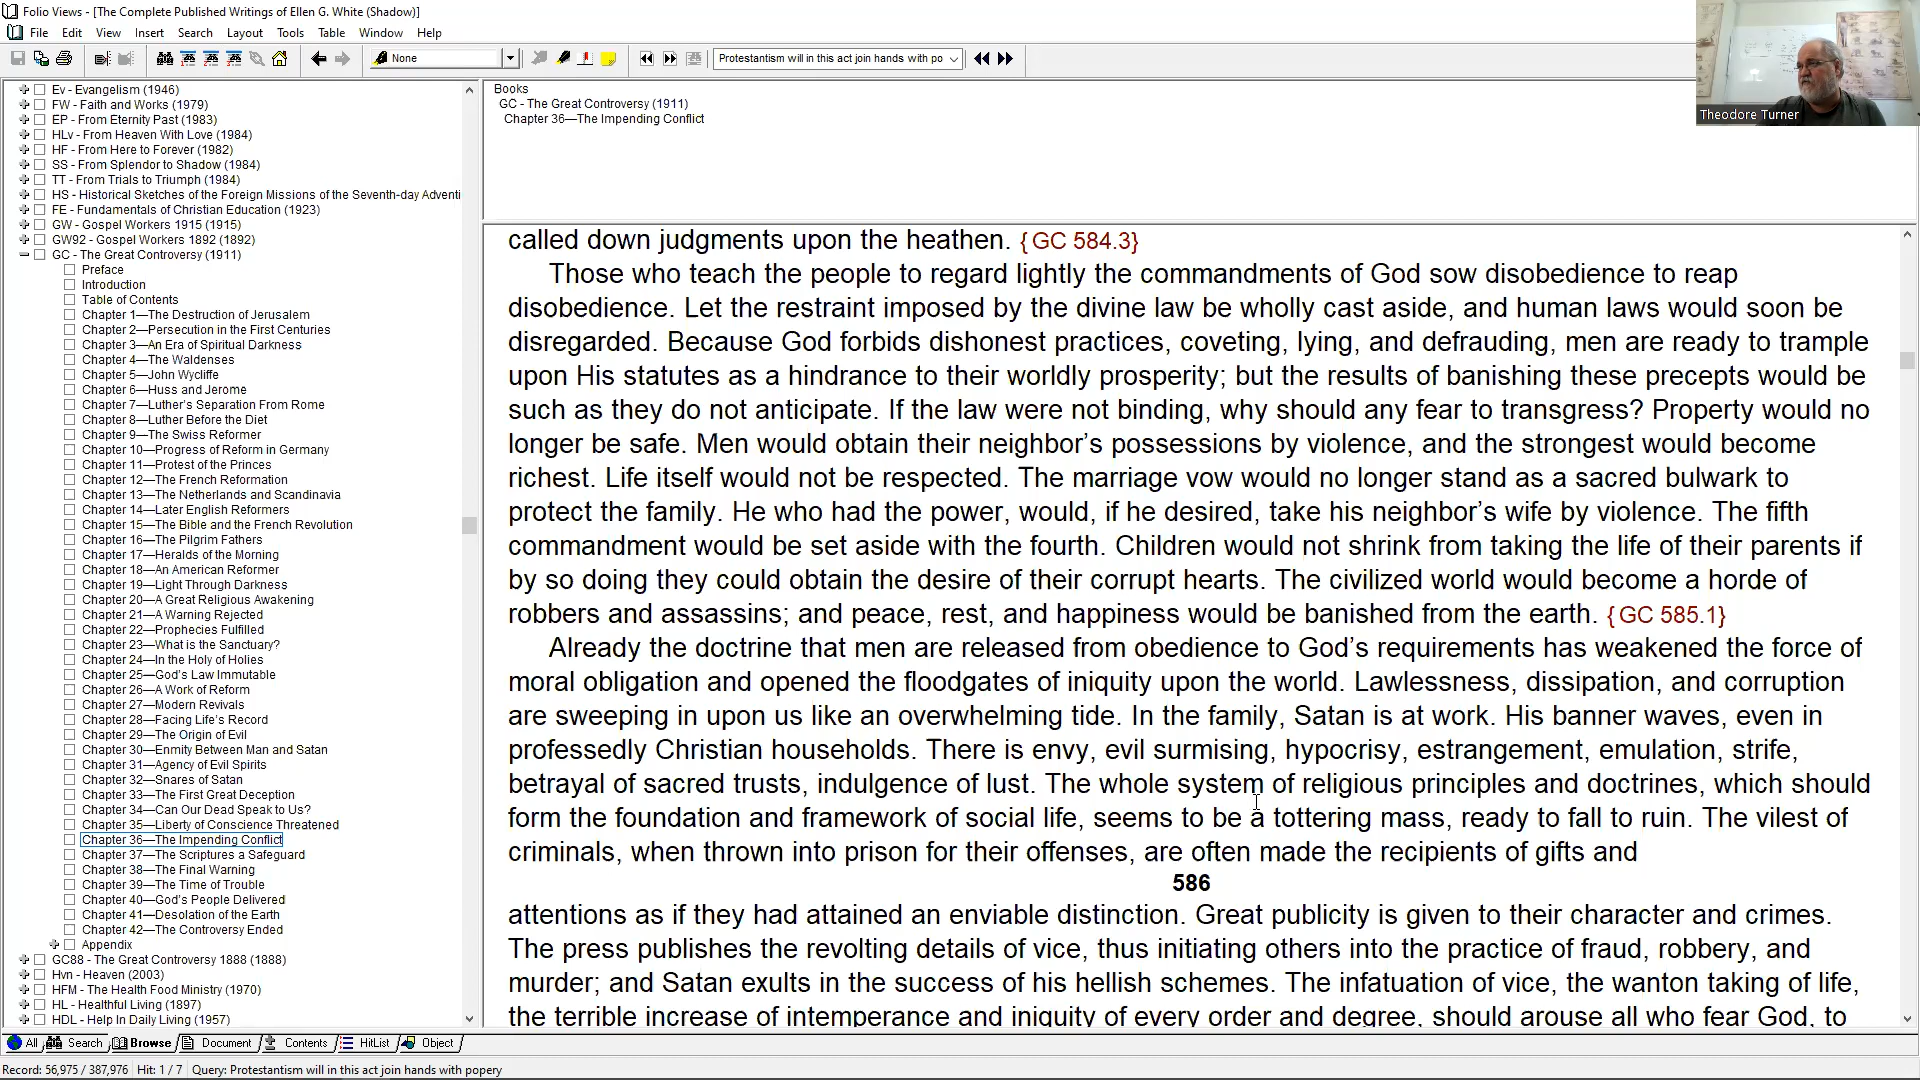 Folio Views - [The Complete Published Writings of Ellen G. White (Shadow)]
File Edit View Insert Search Layout Tools Table Window Help
None
Protestantism will in this act join hands with po
Theodore Turner
Ev - Evangelism (1946)
FW - Faith and Works (1979)
EP - From Eternity Past (1983)
HLv - From Heaven With Love (1984)
HF - From Here to Forever (1982)
SS - From Splendor to Shadow (1984)
TT - From Trials to Triumph (1984)
HS - Historical Sketches of the Foreign Missions of the Seventh-day Adventi
FE - Fundamentals of Christian Education (1923)
GW - Gospel Workers 1915 (1915)
GW92 - Gospel Workers 1892 (1892)
GC - The Great Controversy (1911)
Preface
Introduction
Table of Contents
Chapter 1—The Destruction of Jerusalem
Chapter 2—Persecution in the First Centuries
Chapter 3—An Era of Spiritual Darkness
Chapter 4—The Waldenses
Chapter 5—John Wycliffe
Chapter 6—Huss and Jerome
Chapter 7—Luther's Separation From Rome
Chapter 8—Luther Before the Diet
Chapter 9—The Swiss Reformer
Chapter 10—Progress of Reform in Germany
Chapter 11—Protest of the Princes
Chapter 12—The French Reformation
Chapter 13—The Netherlands and Scandinavia
Chapter 14—Later English Reformers
Chapter 15—The Bible and the French Revolution
Chapter 16—The Pilgrim Fathers
Chapter 17—Heralds of the Morning
Chapter 18—An American Reformer
Chapter 19—Light Through Darkness
Chapter 20—A Great Religious Awakening
Chapter 21—A Warning Rejected
Chapter 22—Prophecies Fulfilled
Chapter 23—What is the Sanctuary?
Chapter 24—In the Holy of Holies
Chapter 25—God's Law Immutable
Chapter 26—A Work of Reform
Chapter 27—Modern Revivals
Chapter 28—Facing Life's Record
Chapter 29—The Origin of Evil
Chapter 30—Enmity Between Man and Satan
Chapter 31—Agency of Evil Spirits
Chapter 32—Snares of Satan
Chapter 33—The First Great Deception
Chapter 34—Can Our Dead Speak to Us?
Chapter 35—Liberty of Conscience Threatened
Chapter 36—The Impending Conflict
Chapter 37—The Scriptures a Safeguard
Chapter 38—The Final Warning
Chapter 39—The Time of Trouble
Chapter 40—God's People Delivered
Chapter 41—Desolation of the Earth
Chapter 42—The Controversy Ended
Appendix
GC88 - The Great Controversy 1888 (1888)
Hvn - Heaven (2003)
HFM - The Health Food Ministry (1970)
HL - Healthful Living (1897)
HDL - Help In Daily Living (1957)
Books
GC - The Great Controversy (1911)
Chapter 36—The Impending Conflict
called down judgments upon the heathen. {GC 584.3}
Those who teach the people to regard lightly the commandments of God sow disobedience to reap
disobedience. Let the restraint imposed by the divine law be wholly cast aside, and human laws would soon be
disregarded. Because God forbids dishonest practices, coveting, lying, and defrauding, men are ready to trample
upon His statutes as a hindrance to their worldly prosperity; but the results of banishing these precepts would be
such as they do not anticipate. If the law were not binding, why should any fear to transgress? Property would no
longer be safe. Men would obtain their neighbor's possessions by violence, and the strongest would become
richest. Life itself would not be respected. The marriage vow would no longer stand as a sacred bulwark to
protect the family. He who had the power, would, if he desired, take his neighbor's wife by violence. The fifth
commandment would be set aside with the fourth. Children would not shrink from taking the life of their parents if
by so doing they could obtain the desire of their corrupt hearts. The civilized world would become a horde of
robbers and assassins; and peace, rest, and happiness would be banished from the earth. {GC 585.1}
Already the doctrine that men are released from obedience to God's requirements has weakened the force of
moral obligation and opened the floodgates of iniquity upon the world. Lawlessness, dissipation, and corruption
are sweeping in upon us like an overwhelming tide. In the family, Satan is at work. His banner waves, even in
professedly Christian households. There is envy, evil surmising, hypocrisy, estrangement, emulation, strife,
betrayal of sacred trusts, indulgence of lust. The whole system of religious principles and doctrines, which should
form the foundation and framework of social life, seems to be a tottering mass, ready to fall to ruin. The vilest of
criminals, when thrown into prison for their offenses, are often made the recipients of gifts and
586
attentions as if they had attained an enviable distinction. Great publicity is given to their character and crimes.
The press publishes the revolting details of vice, thus initiating others into the practice of fraud, robbery, and
murder; and Satan exults in the success of his hellish schemes. The infatuation of vice, the wanton taking of life,
the terrible increase of intemperance and iniquity of every order and degree, should arouse all who fear God, to
All Search Browse Document Contents HitList Object
Record: 56,975 / 387,976 Hit: 1 / 7 Query: Protestantism will in this act join hands with popery